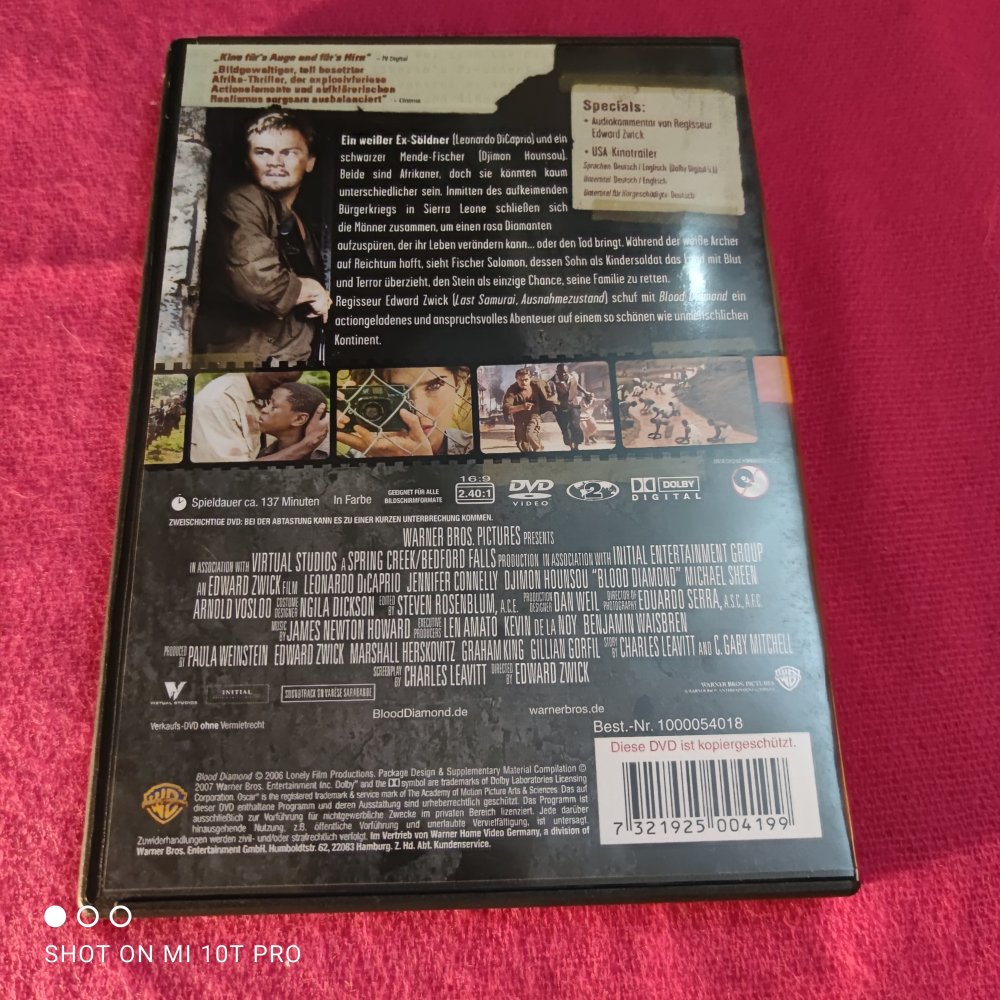 „Kino für's Auge und für's Hirn“ – TV Digital
„Bildgewaltiger, toll besetzter
Afrika-Thriller, der explosivfuriose
Actionelemente und aufklärerischen
Realismus sorgsam ausbalanciert“ – Cinema
Specials:
• Audiokommentar von Regisseur
Edward Zwick
• USA-Kinotrailer
Sprachen: Deutsch / Englisch (Dolby Digital 5.1)
Untertitel: Deutsch / Englisch
Untertitel für Hörgeschädigte: Deutsch
Ein weißer Ex-Söldner (Leonardo DiCaprio) und ein
schwarzer Mende-Fischer (Djimon Hounsou).
Beide sind Afrikaner, doch sie könnten kaum
unterschiedlicher sein. Inmitten des aufkeimenden
Bürgerkriegs in Sierra Leone schließen sich
die Männer zusammen, um einen rosa Diamanten
aufzuspüren, der ihr Leben verändern kann... oder den Tod bringt. Während der weiße Archer
auf Reichtum hofft, sieht Fischer Solomon, dessen Sohn als Kindersoldat das Land mit Blut
und Terror überzieht, den Stein als einzige Chance, seine Familie zu retten.
Regisseur Edward Zwick (Last Samurai, Ausnahmezustand) schuf mit Blood Diamond ein
actiongeladenes und anspruchsvolles Abenteuer auf einem so schönen wie unmenschlichen
Kontinent.
Spieldauer ca. 137 Minuten In Farbe GEEIGNET FÜR ALLE BILDSCHIRMFORMATE 16:9 2.40:1 DVD VIDEO 2 DOLBY DIGITAL
ZWEISCHICHTIGE DVD: BEI DER ABTASTUNG KANN ES ZU EINER KURZEN UNTERBRECHUNG KOMMEN.
WARNER BROS. PICTURES PRESENTS
IN ASSOCIATION WITH VIRTUAL STUDIOS A SPRING CREEK/BEDFORD FALLS PRODUCTION IN ASSOCIATION WITH INITIAL ENTERTAINMENT GROUP
AN EDWARD ZWICK FILM LEONARDO DiCAPRIO JENNIFER CONNELLY DJIMON HOUNSOU "BLOOD DIAMOND" MICHAEL SHEEN
ARNOLD VOSLOO COSTUME DESIGNER NGILA DICKSON EDITED BY STEVEN ROSENBLUM, A.C.E. PRODUCTION DESIGNER DAN WEIL DIRECTOR OF PHOTOGRAPHY EDUARDO SERRA, A.S.C., A.F.C.
MUSIC BY JAMES NEWTON HOWARD EXECUTIVE PRODUCERS LEN AMATO KEVIN DE LA NOY BENJAMIN WAISBREN
PRODUCED BY PAULA WEINSTEIN EDWARD ZWICK MARSHALL HERSKOVITZ GRAHAM KING GILLIAN GORFIL STORY BY CHARLES LEAVITT AND C. GABY MITCHELL
SCREENPLAY BY CHARLES LEAVITT DIRECTED BY EDWARD ZWICK
VIRTUAL STUDIOS INITIAL SOUNDTRACK ON VARÈSE SARABANDE WARNER BROS. PICTURES
BloodDiamond.de warnerbros.de
Verkaufs-DVD ohne Vermietrecht
Best.-Nr. 1000054018
Diese DVD ist kopiergeschützt.
7 321925 004199
Blood Diamond © 2006 Lonely Film Productions. Package Design & Supplementary Material Compilation ©
2007 Warner Bros. Entertainment Inc. Dolby® and the DD symbol are trademarks of Dolby Laboratories Licensing
Corporation. Oscar® is the registered trademark & service mark of The Academy of Motion Picture Arts & Sciences. Das auf
dieser DVD enthaltene Programm und deren Ausstattung sind urheberrechtlich geschützt. Das Programm ist
ausschließlich zur Vorführung für nichtgewerbliche Zwecke im privaten Bereich lizenziert. Jede darüber
hinausgehende Nutzung, z.B. öffentliche Vorführung und unerlaubte Vervielfältigung, ist untersagt.
Zuwiderhandlungen werden zivil- und/oder strafrechtlich verfolgt. Im Vertrieb von Warner Home Video Germany, a division of
Warner Bros. Entertainment GmbH. Humboldtstr. 62, 22083 Hamburg. Z. Hd. Abt. Kundenservice.
SHOT ON MI 10T PRO